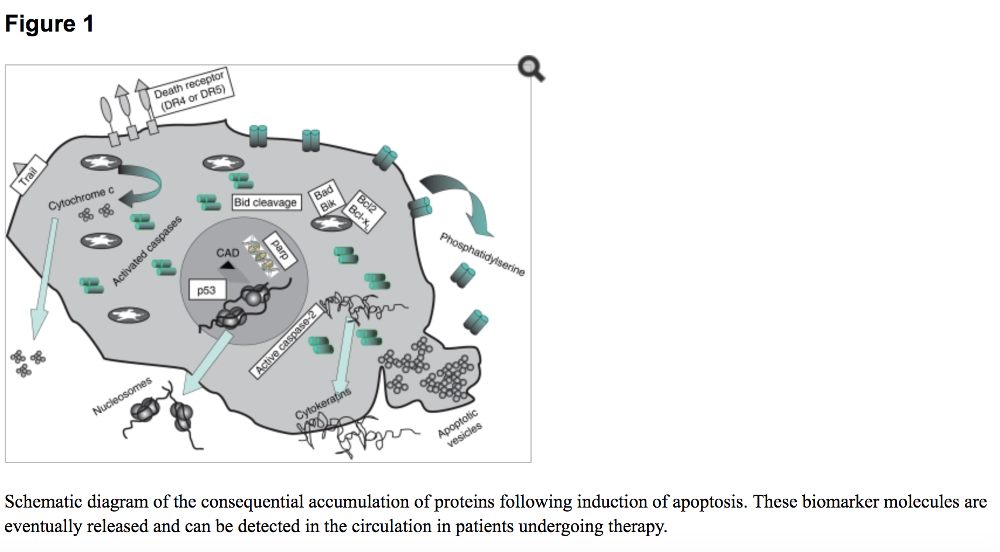 Figure 1
Death receptor
(DR4 or DR5)
Trail
Cytochrome c
Activated caspases
Bid cleavage
Bad
Bik
Bcl2
Bcl-xL
Phosphatidylserine
CAD
parp
p53
Active caspase-2
Nucleosomes
Cytokeratins
Apoptotic
vesicles
Schematic diagram of the consequential accumulation of proteins following induction of apoptosis. These biomarker molecules are
eventually released and can be detected in the circulation in patients undergoing therapy.